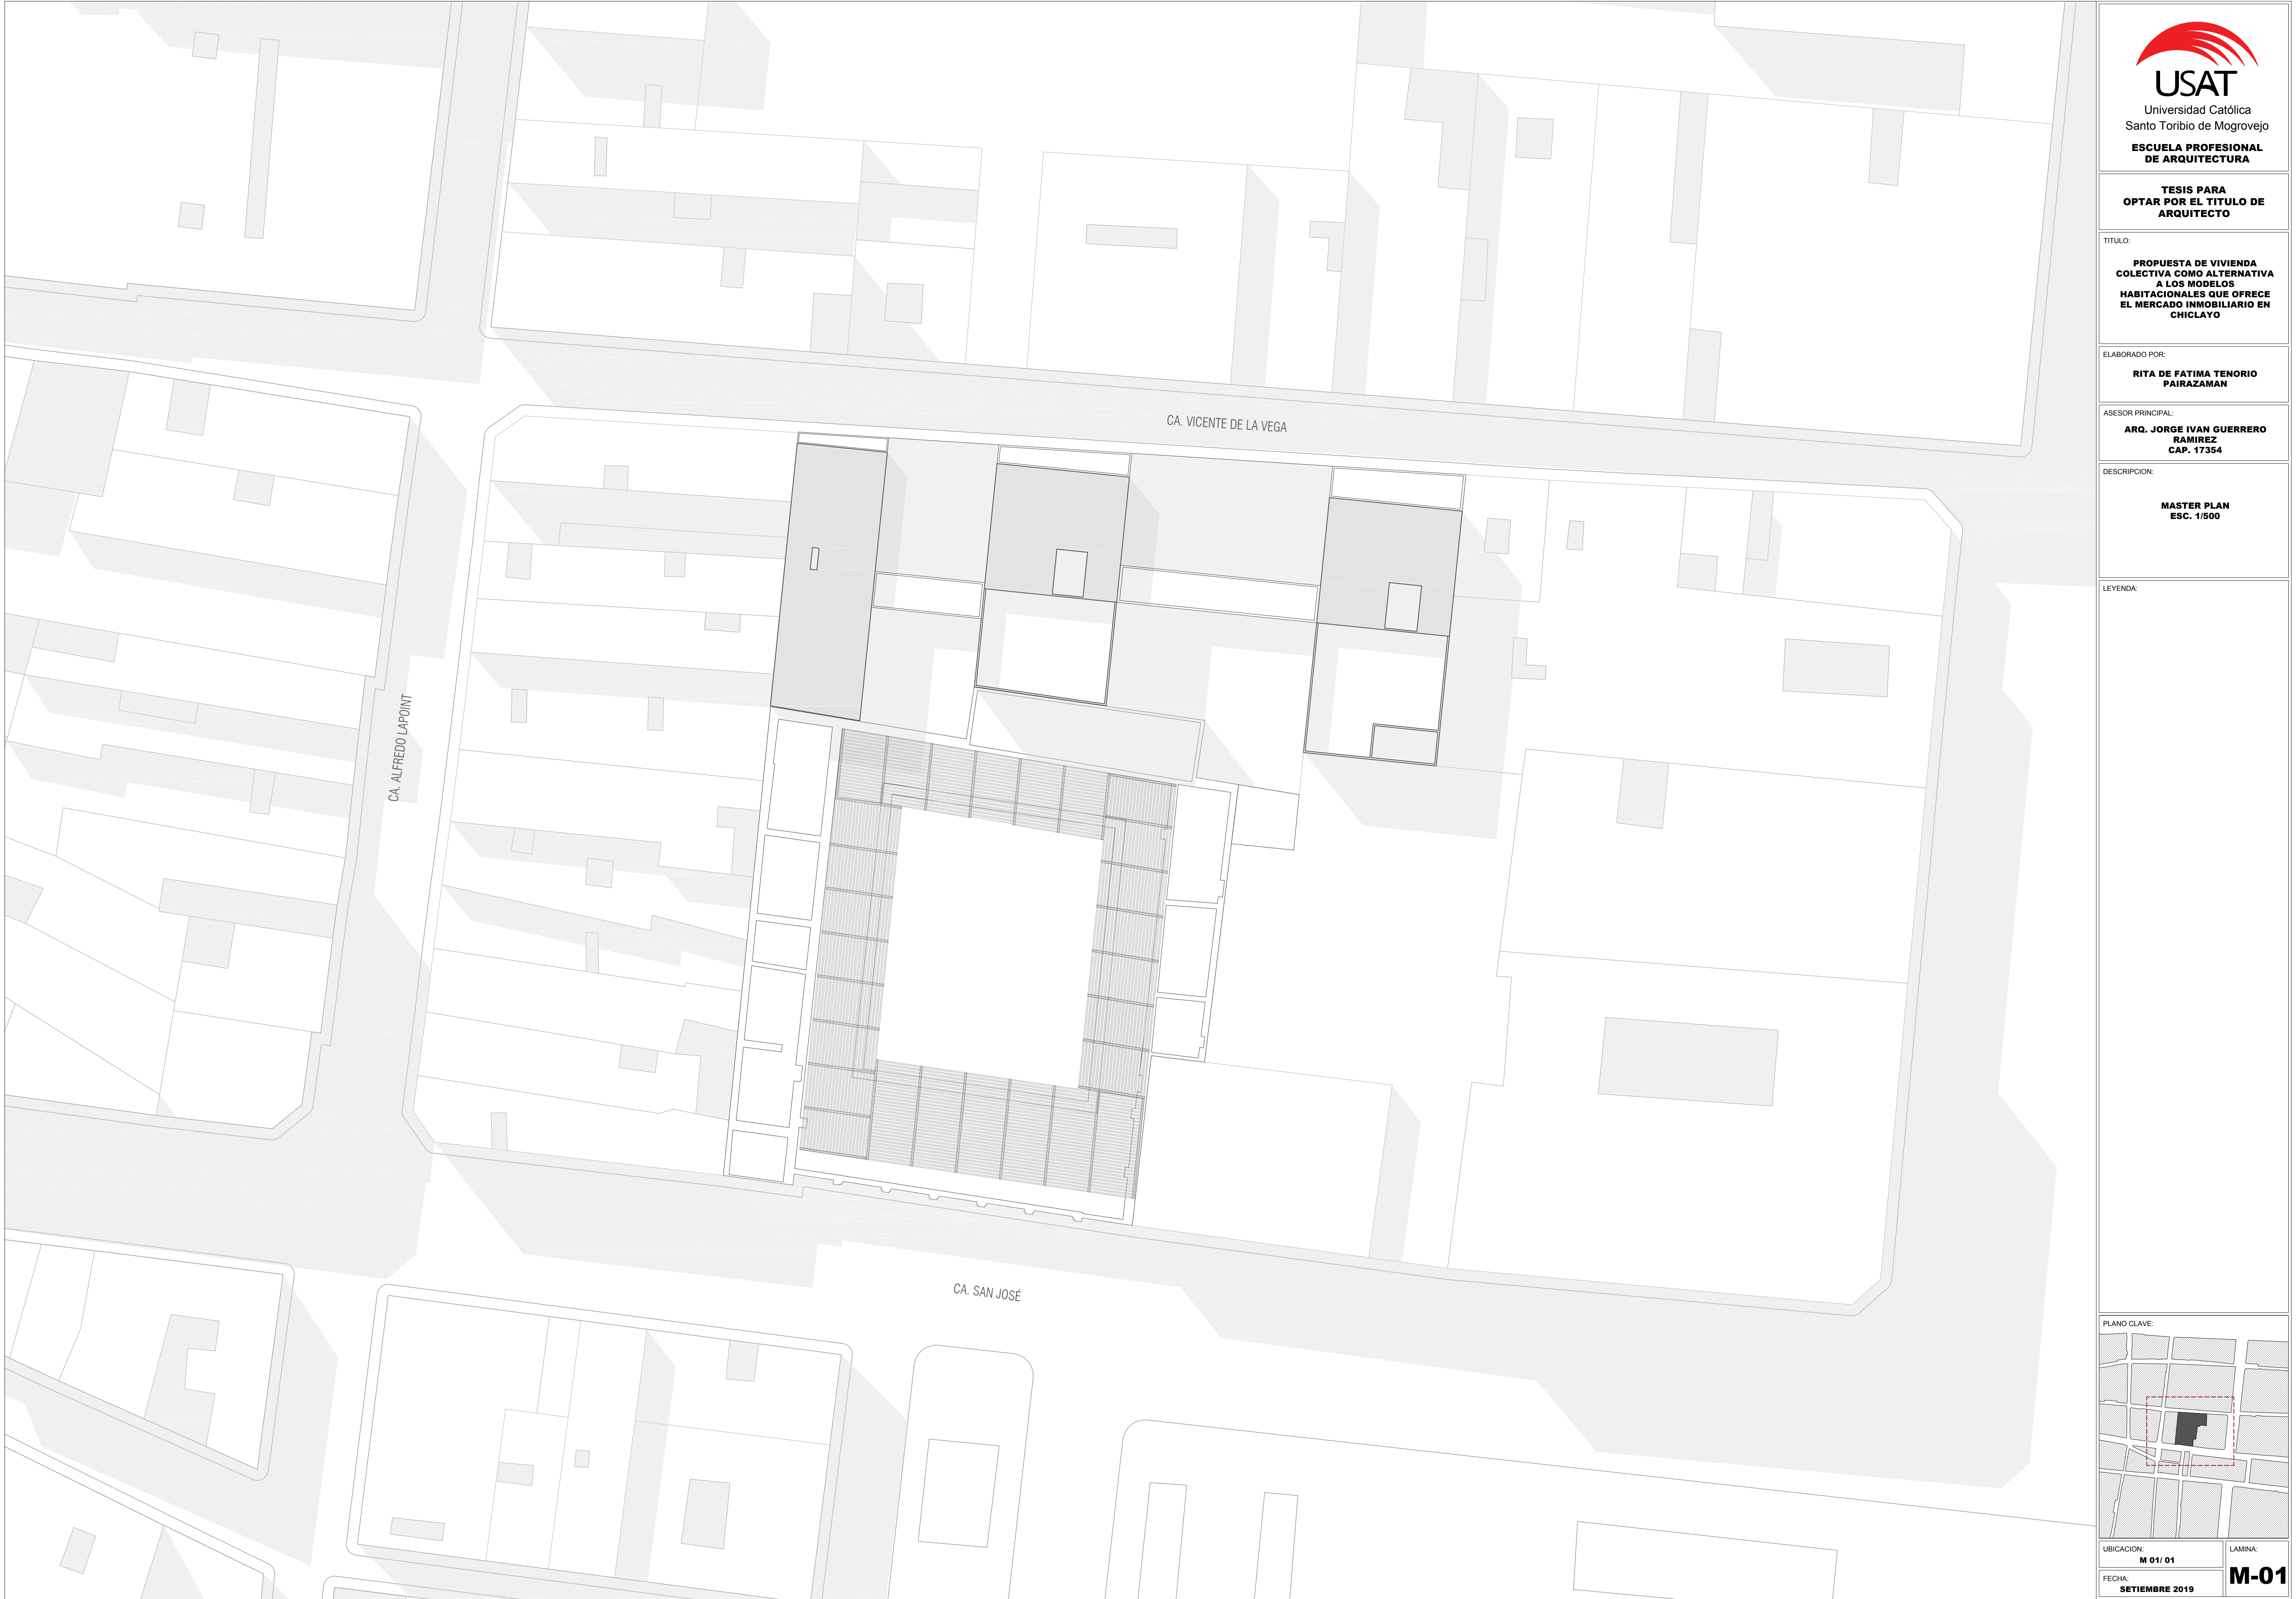 CA. VICENTE DE LA VEGA
CA. ALFREDO LAPOINT
CA. SAN JOSÉ
USAT
Universidad Católica
Santo Toribio de Mogrovejo
ESCUELA PROFESIONAL
DE ARQUITECTURA
TESIS PARA
OPTAR POR EL TITULO DE
ARQUITECTO
TITULO:
PROPUESTA DE VIVIENDA
COLECTIVA COMO ALTERNATIVA
A LOS MODELOS
HABITACIONALES QUE OFRECE
EL MERCADO INMOBILIARIO EN
CHICLAYO
ELABORADO POR:
RITA DE FATIMA TENORIO
PAIRAZAMAN
ASESOR PRINCIPAL:
ARQ. JORGE IVAN GUERRERO
RAMIREZ
CAP. 17354
DESCRIPCION:
MASTER PLAN
ESC. 1/500
LEYENDA:
PLANO CLAVE:
UBICACION:
M 01/ 01
LAMINA:
M-01
FECHA:
SETIEMBRE 2019